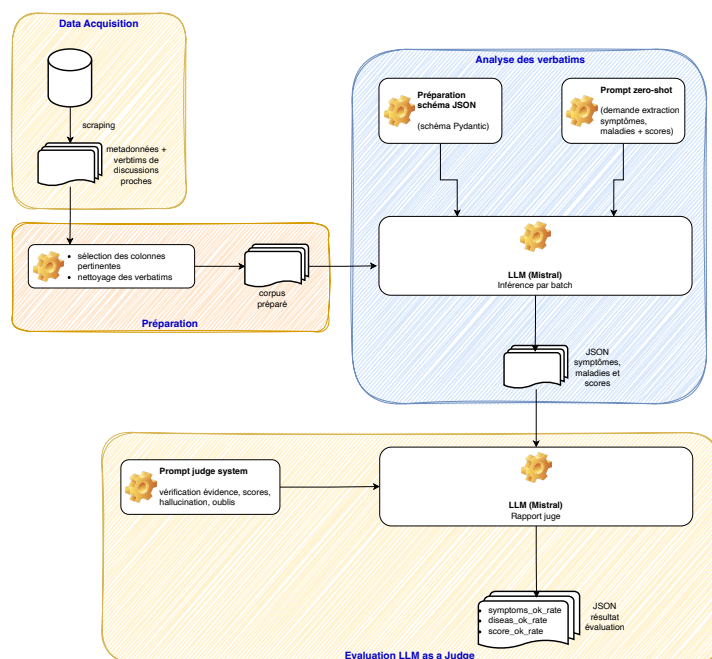 Data Acquisition
scraping
metadonnées +
verbtims de
discussions
proches
Analyse des verbatims
Préparation
schéma JSON
(schéma Pydantic)
Prompt zero-shot
(demande extraction
symptômes,
maladies + scores)
• sélection des colonnes
pertinentes
• nettoyage des verbatims
corpus
préparé
Préparation
LLM (Mistral)
Inférence par batch
JSON
symptômes,
maladies et
scores
Prompt judge system
vérification évidence, scores,
hallucination, oublis
LLM (Mistral)
Rapport juge
• symptoms_ok_rate
• diseas_ok_rate
• score_ok_rate
JSON
résultat
évaluation
Evaluation LLM as a Judge